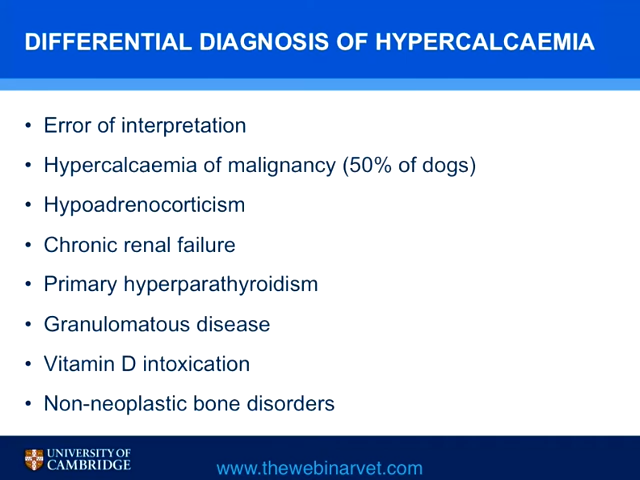 DIFFERENTIAL DIAGNOSIS OF HYPERCALCAEMIA
• Error of interpretation
• Hypercalcaemia of malignancy (50% of dogs)
• Hypoadrenocorticism
• Chronic renal failure
• Primary hyperparathyroidism
• Granulomatous disease
• Vitamin D intoxication
• Non-neoplastic bone disorders
UNIVERSITY OF
CAMBRIDGE
www.thewebinarvet.com